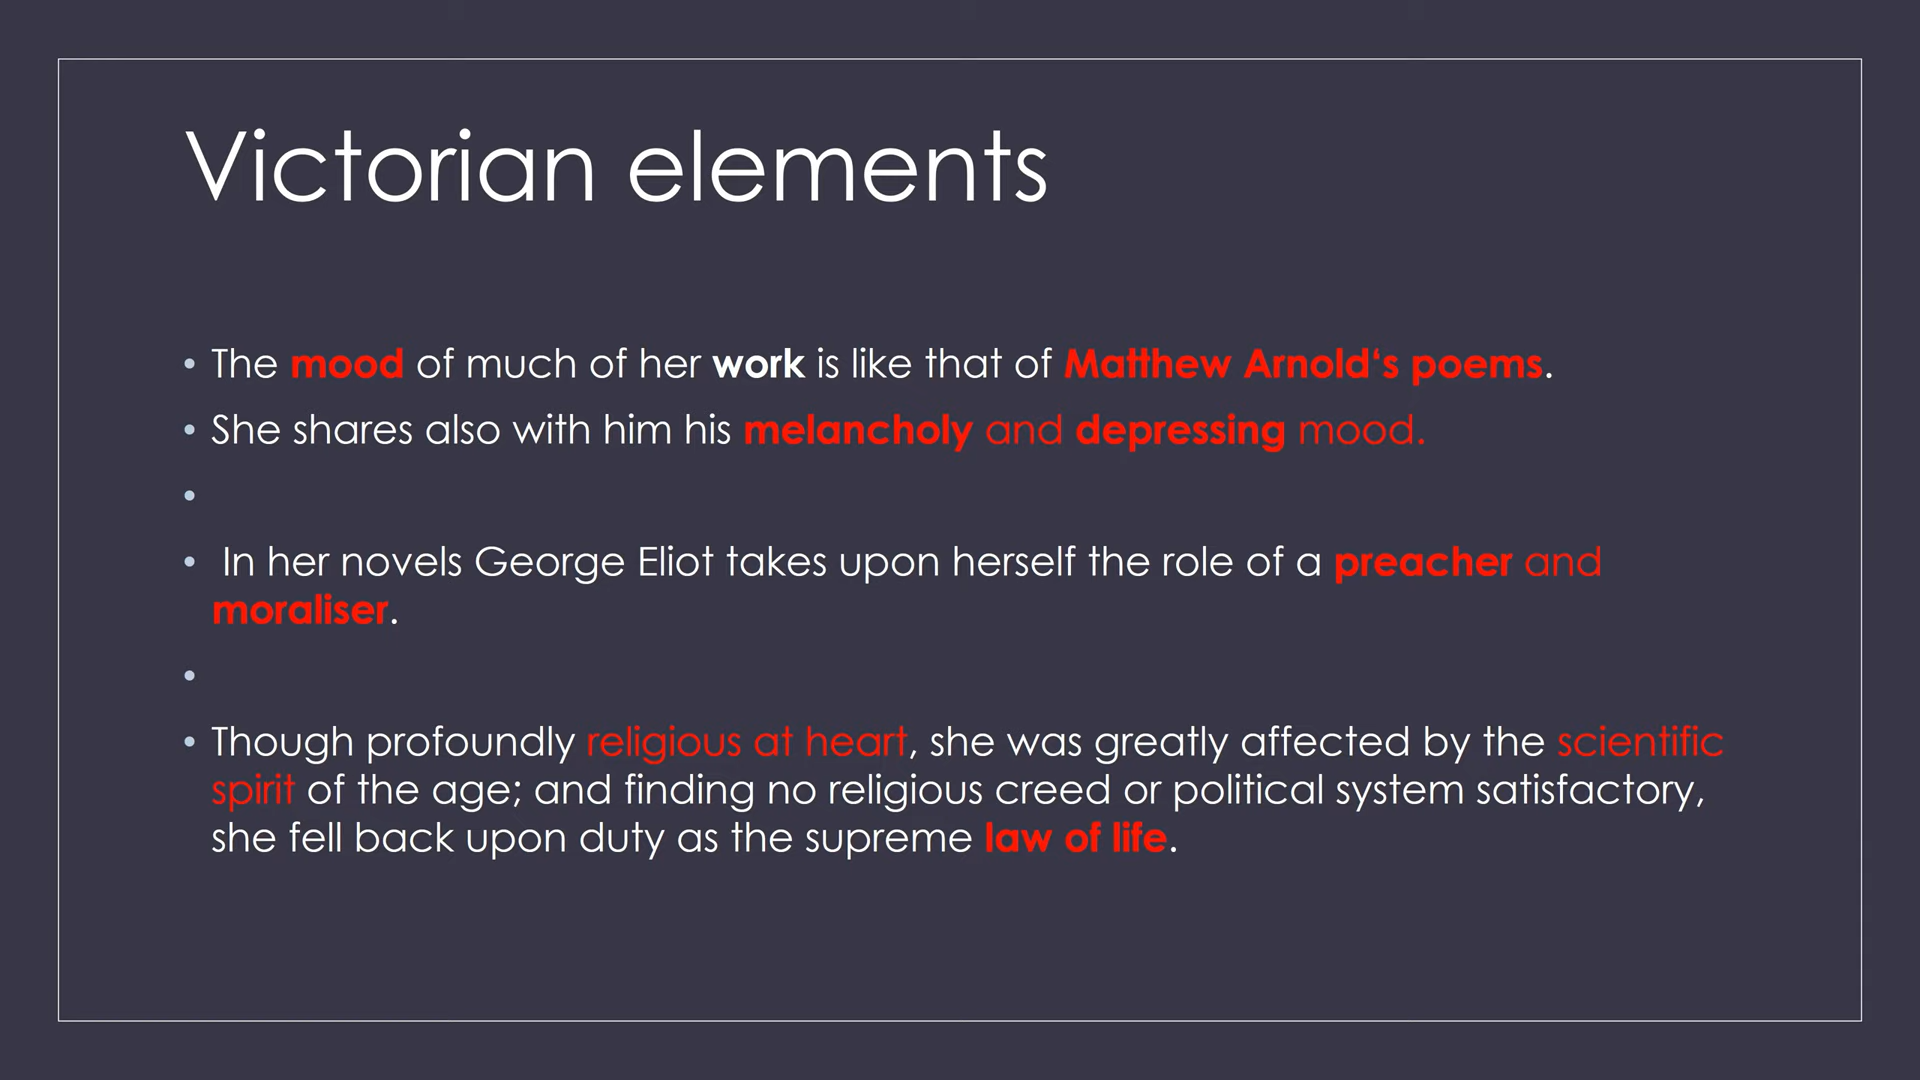 Victorian elements
• The mood of much of her work is like that of Matthew Arnold‘s poems.
• She shares also with him his melancholy and depressing mood.
•
• In her novels George Eliot takes upon herself the role of a preacher and
moraliser.
•
• Though profoundly religious at heart, she was greatly affected by the scientific
spirit of the age; and finding no religious creed or political system satisfactory,
she fell back upon duty as the supreme law of life.